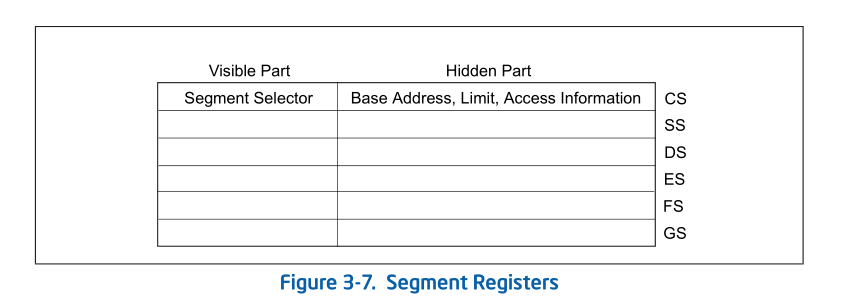 Visible Part Hidden Part
Segment Selector Base Address, Limit, Access Information CS
SS
DS
ES
FS
GS
Figure 3-7. Segment Registers